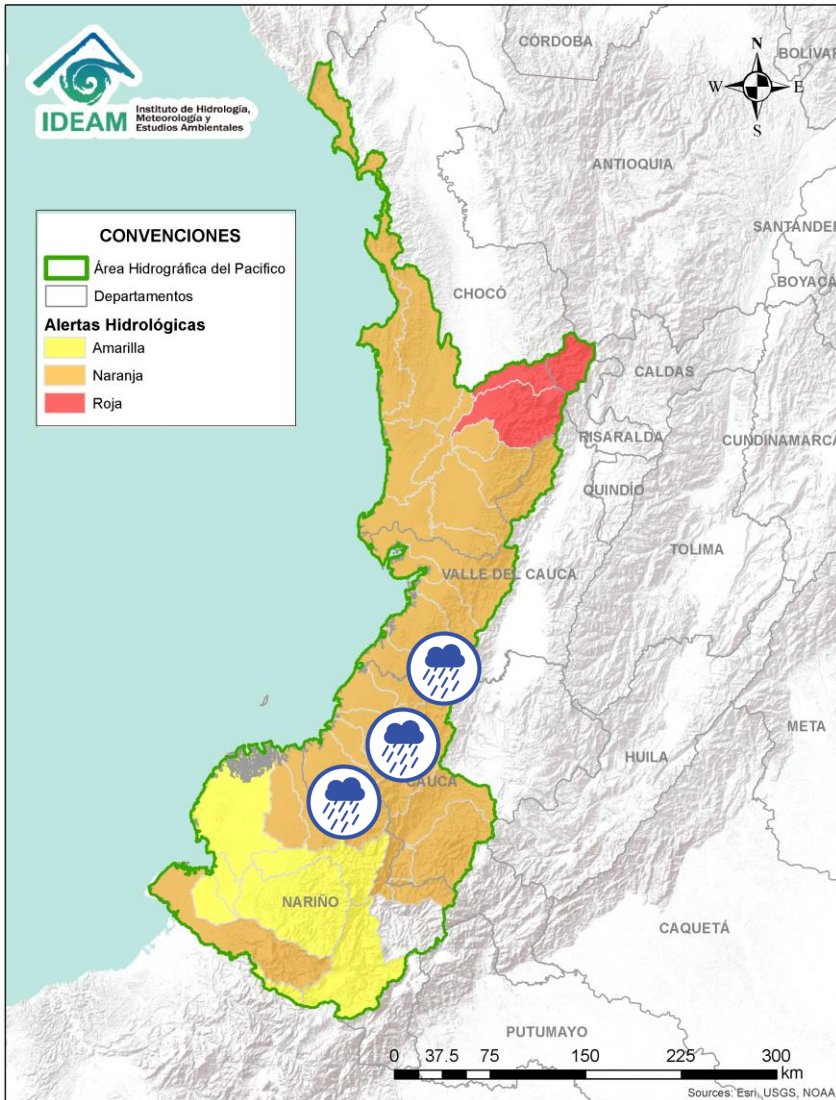 CÓRDOBA
BOLÍVAR
N
W E
S
IDEAM
Instituto de Hidrología,
Meteorología y
Estudios Ambientales
ANTIOQUIA
SANTANDER
CONVENCIONES
Área Hidrográfica del Pacifico
Departamentos
Alertas Hidrológicas
Amarilla
Naranja
Roja
BOYACÁ
CHOCÓ
CALDAS
RISARALDA
CUNDINAMARCA
QUINDÍO
TOLIMA
VALLE DEL CAUCA
META
HUILA
CAUCA
NARIÑO
CAQUETÁ
PUTUMAYO
0 37.5 75 150 225 300
km
Sources: Esri, USGS, NOAA